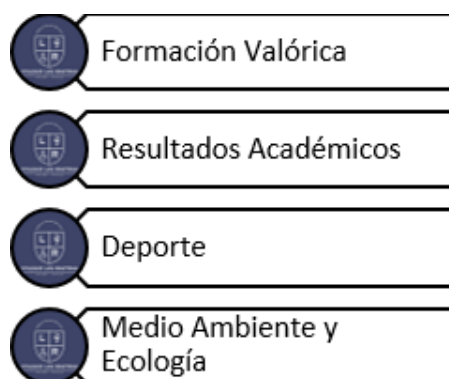 Formación Valórica
Resultados Académicos
Deporte
Medio Ambiente y
Ecología